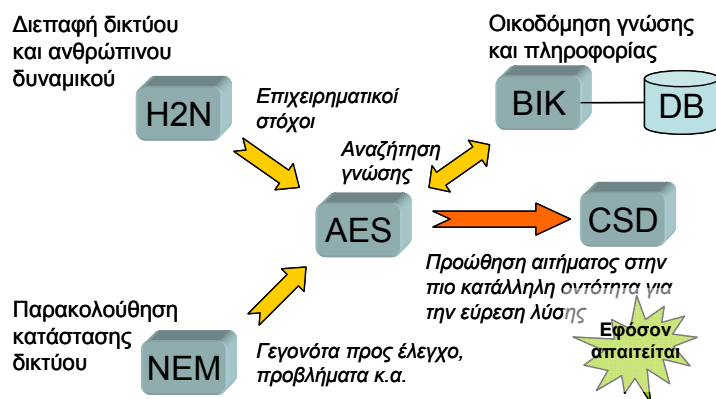 Διεπαφή δικτύου
και ανθρώπινου
δυναμικού
H2N
Επιχειρηματικοί
στόχοι
Οικοδόμηση γνώσης
και πληροφορίας
BIK
DB
Αναζήτηση
γνώσης
AES
CSD
Προώθηση αιτήματος στην
πιο κατάλληλη οντότητα για
την εύρεση λύσης
Εφόσον
απαιτείται
Παρακολούθηση
κατάστασης
δικτύου
NEM
Γεγονότα προς έλεγχο,
προβλήματα κ.α.